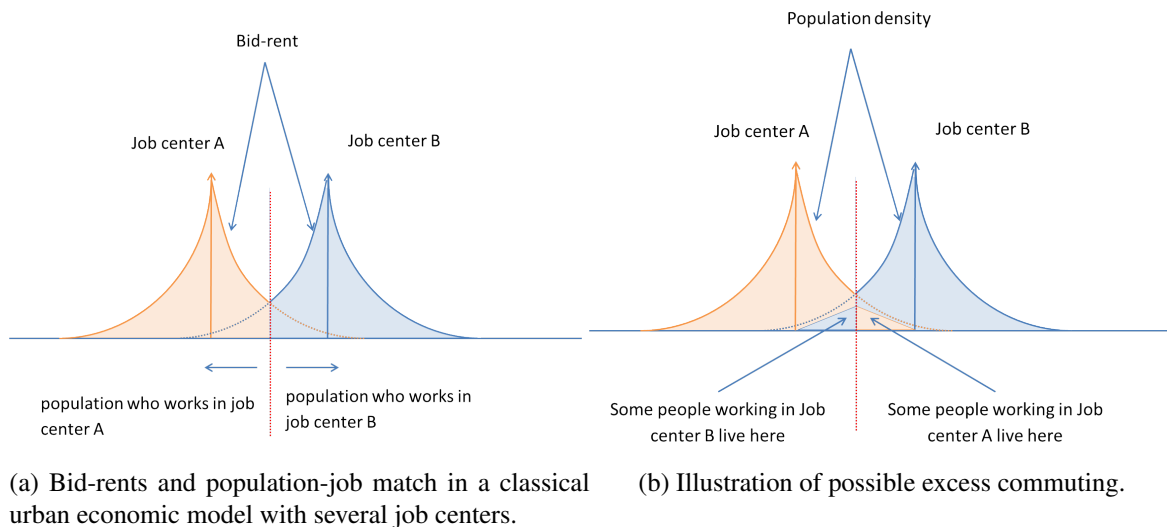 Bid-rent
Job center A
Job center B
population who works in job
center A
population who works in
job center B
(a) Bid-rents and population-job match in a classical
urban economic model with several job centers.
Population density
Job center A
Job center B
Some people working in Job
center B live here
Some people working in Job
center A live here
(b) Illustration of possible excess commuting.